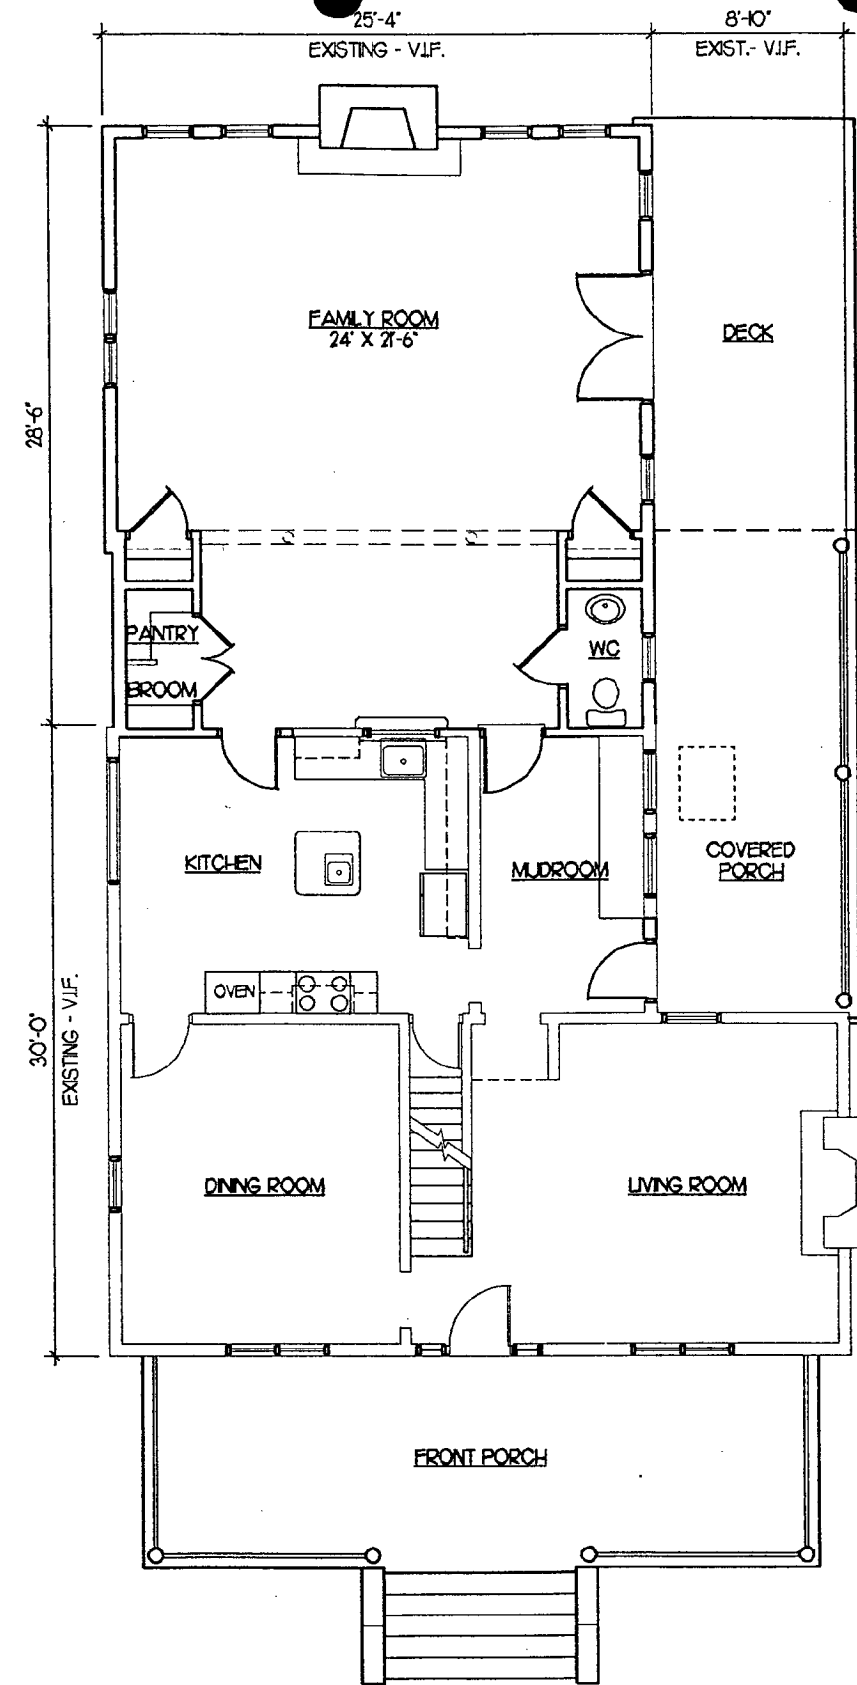 25'-4"
EXISTING - V.I.F.
8'-10"
EXIST.- V.I.F.
FAMILY ROOM
24' X 21'-6"
DECK
28'-6"
PANTRY
BROOM
WC
KITCHEN
MUDROOM
COVERED
PORCH
OVEN
30'-0"
EXISTING - V.I.F.
DINING ROOM
LIVING ROOM
FRONT PORCH